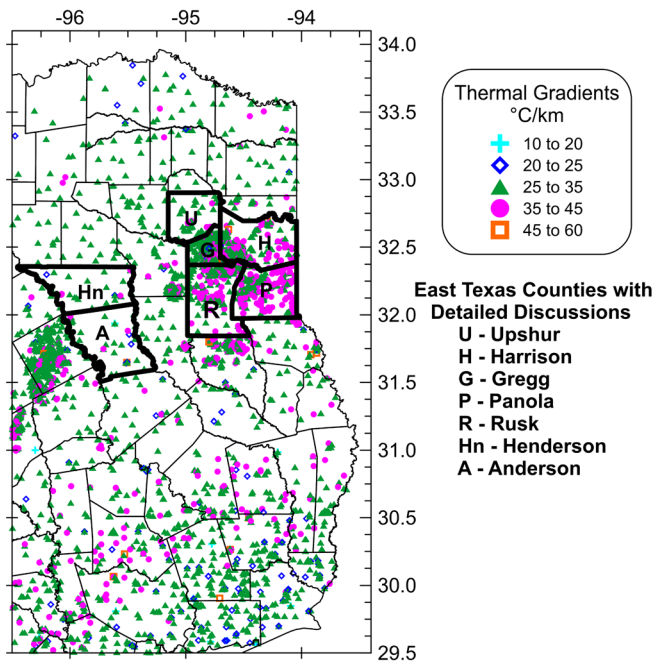 -96 -95 -94
34.0
33.5
33.0
32.5
32.0
31.5
31.0
30.5
30.0
29.5
Thermal Gradients
°C/km
10 to 20
20 to 25
25 to 35
35 to 45
45 to 60
U
G
H
Hn
P
R
A
East Texas Counties with
Detailed Discussions
U - Upshur
H - Harrison
G - Gregg
P - Panola
R - Rusk
Hn - Henderson
A - Anderson